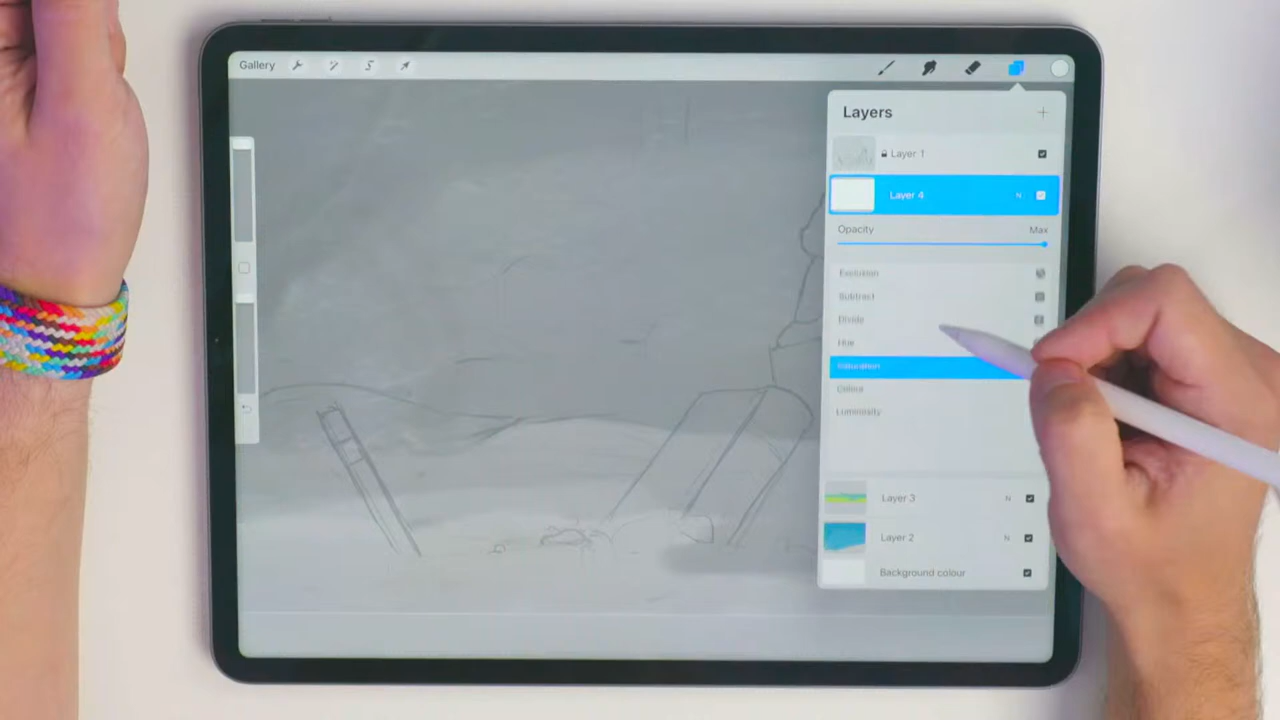 Gallery
Layers
Layer 1
Layer 4 N
Opacity Max
Exclusion
Subtract
Divide
Hue
Saturation
Colour
Luminosity
Layer 3 N
Layer 2 N
Background colour